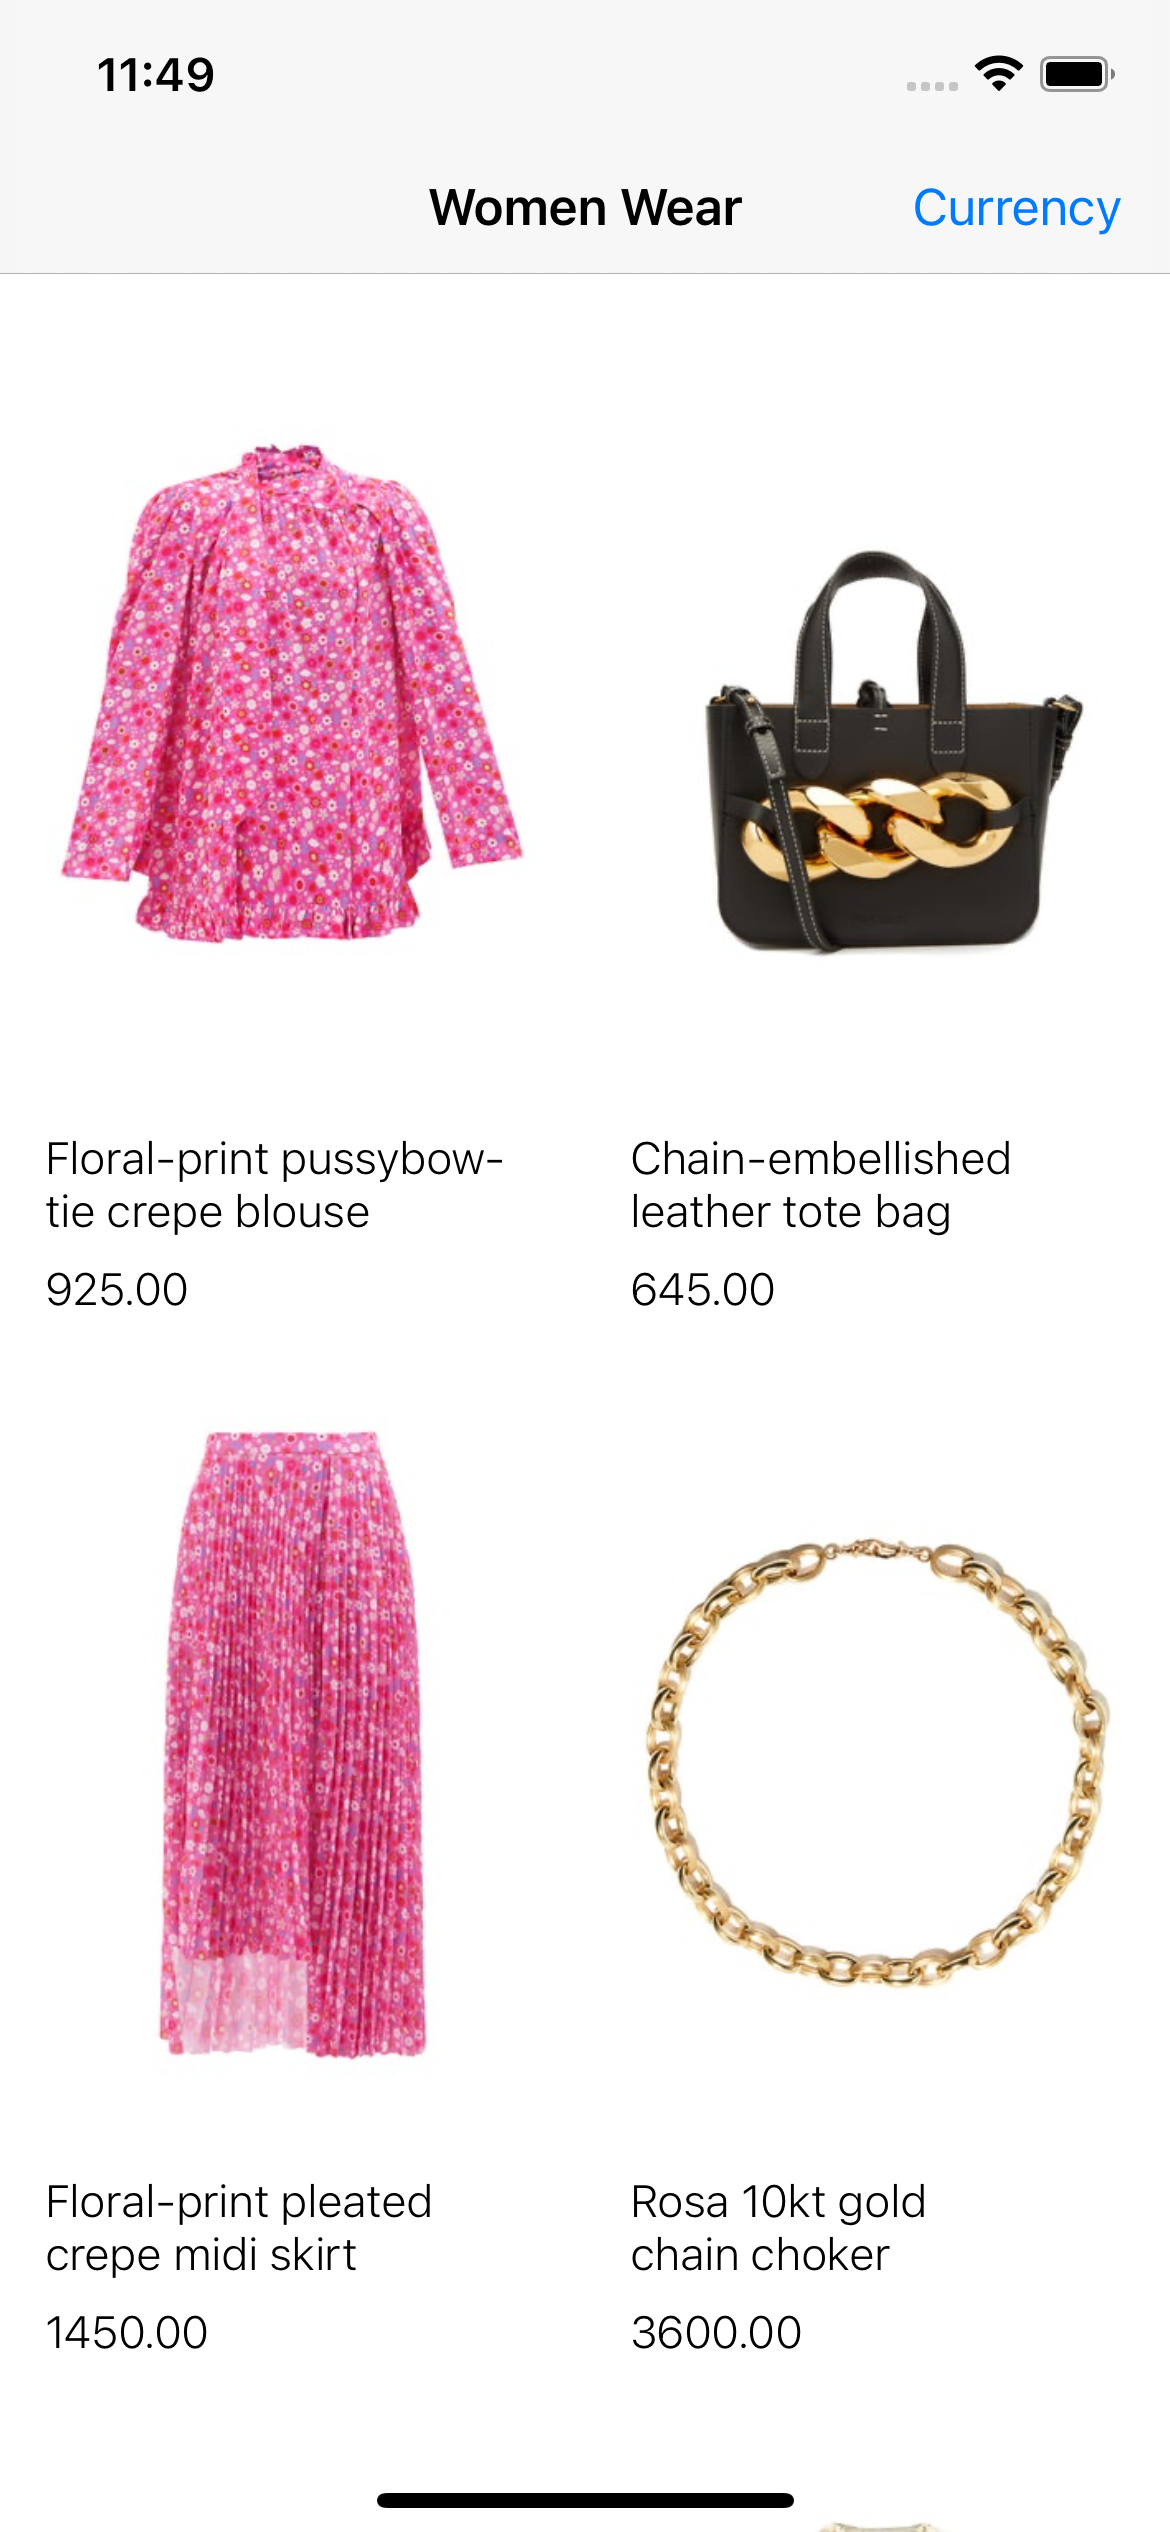 11:49
Women Wear
Currency
Floral-print pussybow-
tie crepe blouse
925.00
Chain-embellished
leather tote bag
645.00
Floral-print pleated
crepe midi skirt
1450.00
Rosa 10kt gold
chain choker
3600.00